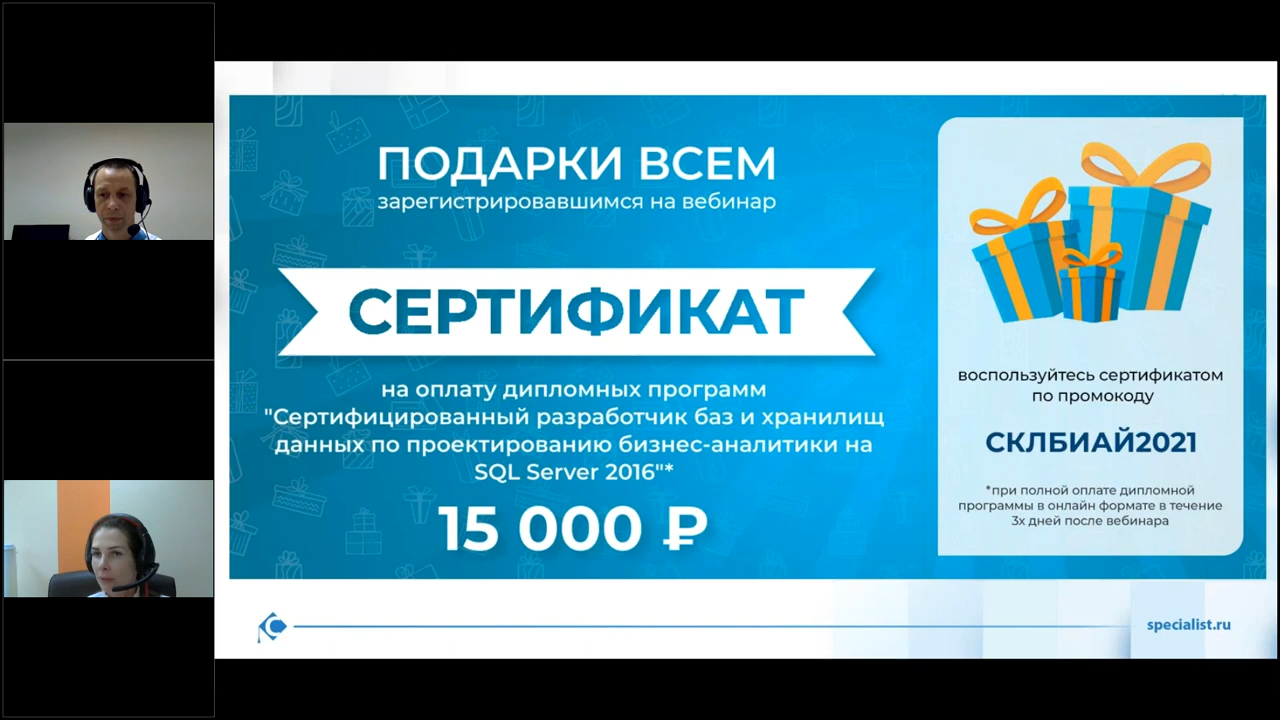 ПОДАРКИ ВСЕМ
зарегистрировавшимся на вебинар
СЕРТИФИКАТ
на оплату дипломных программ
"Сертифицированный разработчик баз и хранилищ
данных по проектированию бизнес-аналитики на
SQL Server 2016"*
15 000 ₽
воспользуйтесь сертификатом
по промокоду
СКЛБИАЙ2021
*при полной оплате дипломной
программы в онлайн формате в течение
3х дней после вебинара
specialist.ru